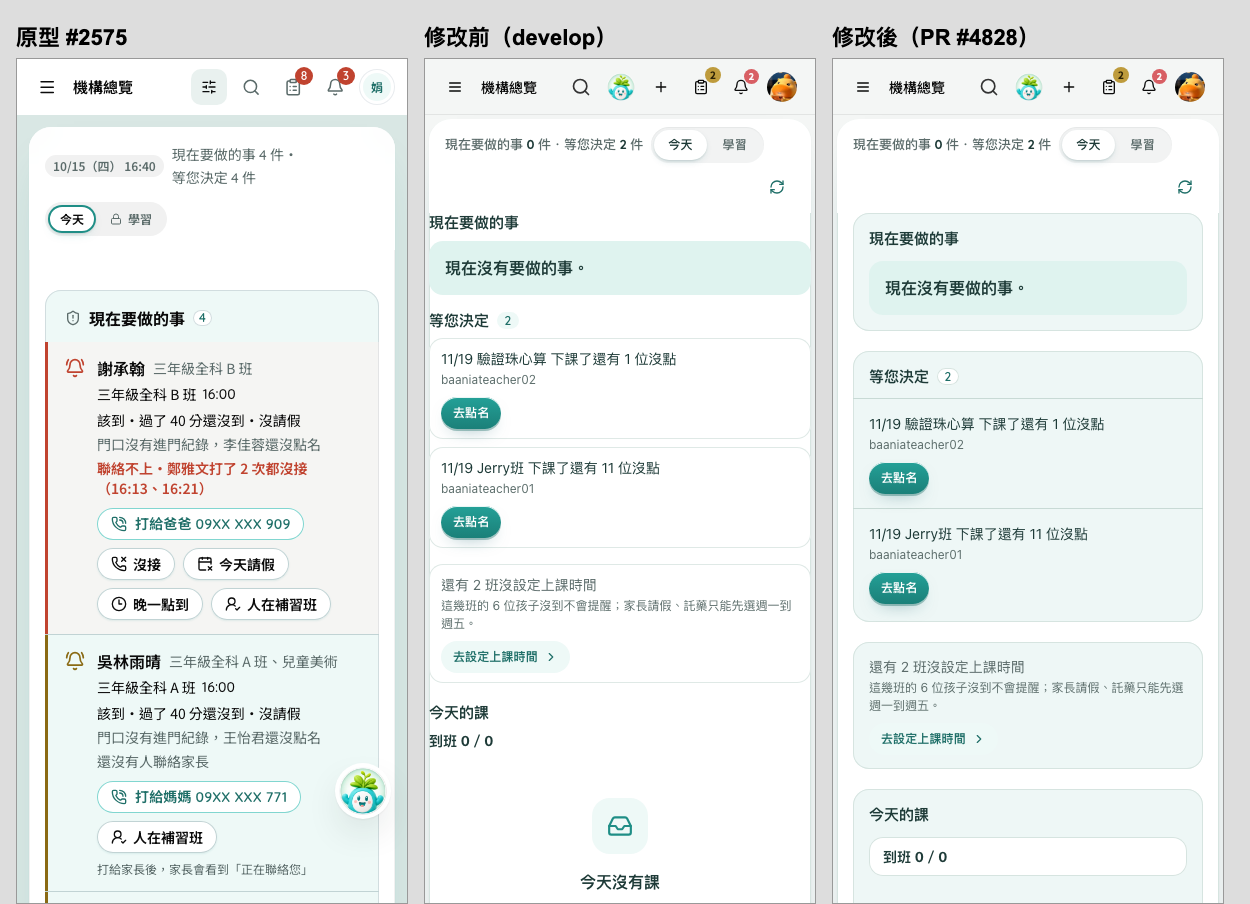 原型 #2575
機構總覽
8
3
娟
10/15（四） 16:40
現在要做的事 4 件・
等您決定 4 件
今天
學習
現在要做的事
4
謝承翰 三年級全科 B 班
三年級全科 B 班 16:00
該到・過了 40 分還沒到・沒請假
門口沒有進門紀錄，李佳蓉還沒點名
聯絡不上・鄭雅文打了 2 次都沒接
（16:13、16:21）
打給爸爸 09XX XXX 909
沒接
今天請假
晚一點到
人在補習班
吳林雨晴 三年級全科 A 班、兒童美術
三年級全科 A 班 16:00
該到・過了 40 分還沒到・沒請假
門口沒有進門紀錄，王怡君還沒點名
還沒有人聯絡家長
打給媽媽 09XX XXX 771
人在補習班
打給家長後，家長會看到「正在聯絡您」
修改前（develop）
機構總覽
2
2
現在要做的事 0 件 · 等您決定 2 件
今天
學習
現在要做的事
現在沒有要做的事。
等您決定
2
11/19 驗證珠心算 下課了還有 1 位沒點
baaniateacher02
去點名
11/19 Jerry班 下課了還有 11 位沒點
baaniateacher01
去點名
還有 2 班沒設定上課時間
這幾班的 6 位孩子沒到不會提醒；家長請假、託藥只能先選週一到
週五。
去設定上課時間
今天的課
到班 0 / 0
今天沒有課
修改後（PR #4828）
機構總覽
2
2
現在要做的事 0 件 · 等您決定 2 件
今天
學習
現在要做的事
現在沒有要做的事。
等您決定
2
11/19 驗證珠心算 下課了還有 1 位沒點
baaniateacher02
去點名
11/19 Jerry班 下課了還有 11 位沒點
baaniateacher01
去點名
還有 2 班沒設定上課時間
這幾班的 6 位孩子沒到不會提醒；家長請假、託藥只能先選
週一到週五。
去設定上課時間
今天的課
到班 0 / 0